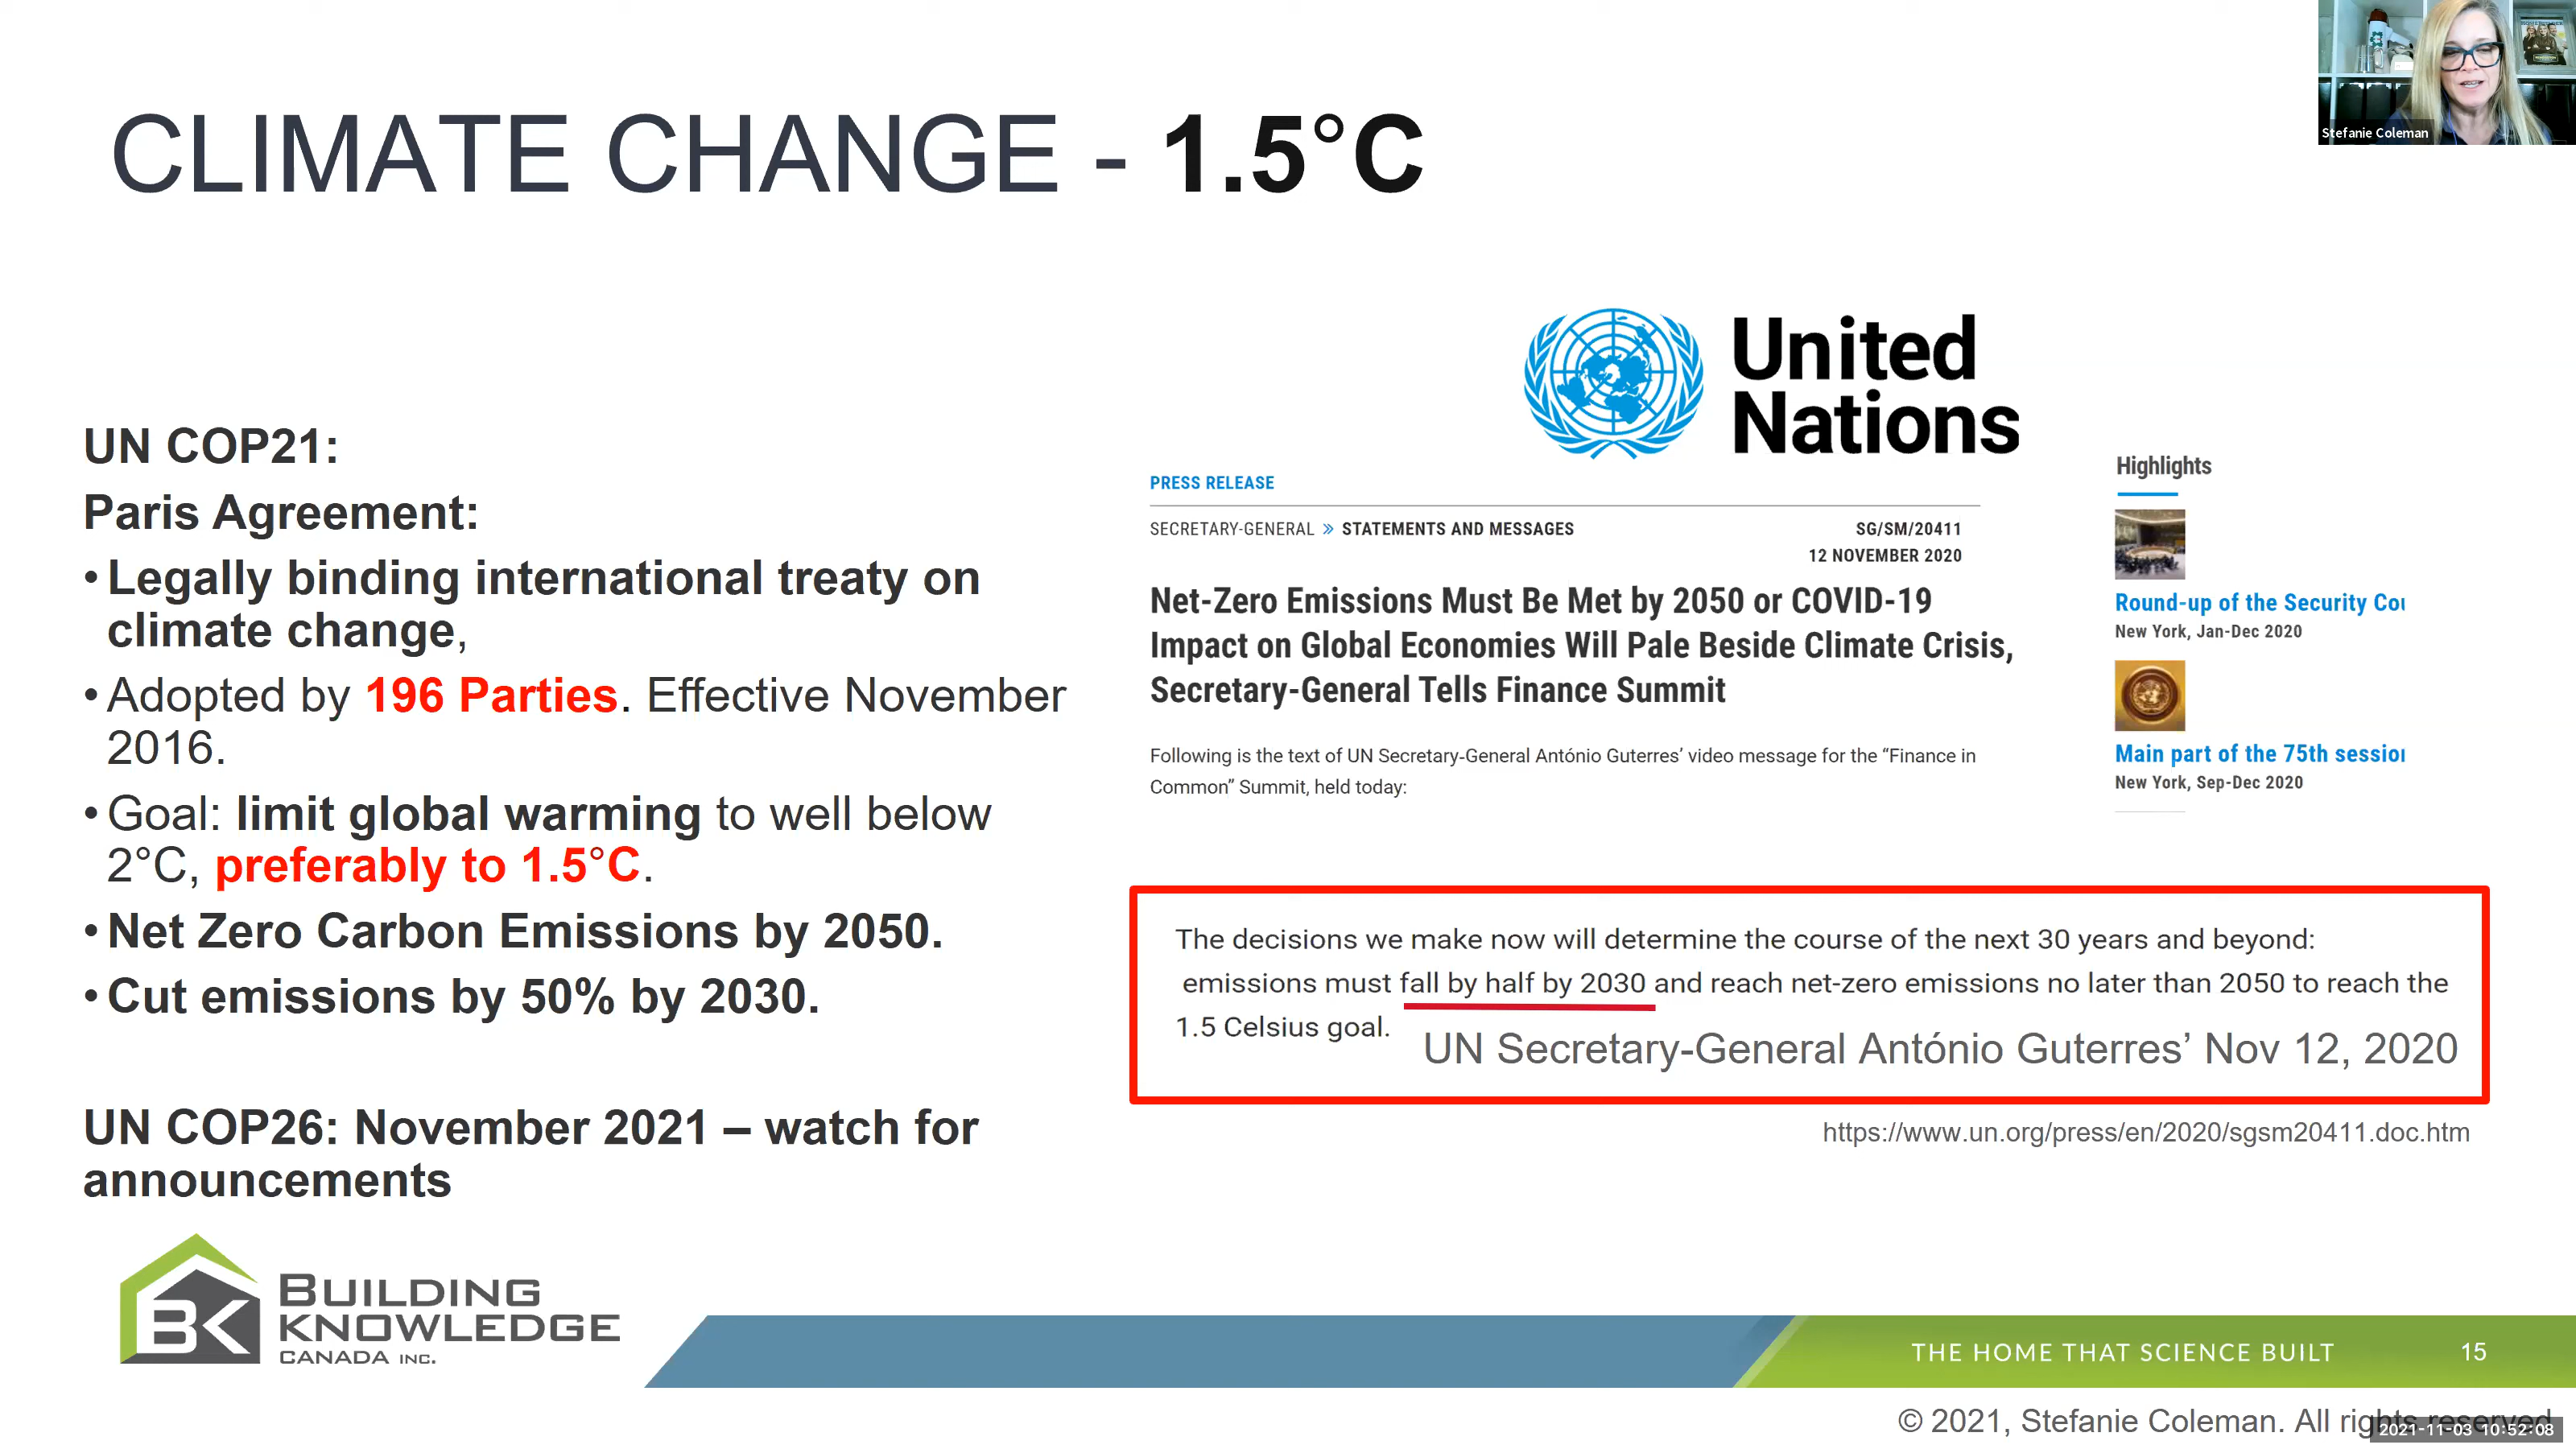 Stefanie Coleman
CLIMATE CHANGE - 1.5°C
UN COP21:
Paris Agreement:
• Legally binding international treaty on
climate change,
• Adopted by 196 Parties. Effective November
2016.
• Goal: limit global warming to well below
2°C, preferably to 1.5°C.
• Net Zero Carbon Emissions by 2050.
• Cut emissions by 50% by 2030.
UN COP26: November 2021 – watch for
announcements
United
Nations
PRESS RELEASE
SECRETARY-GENERAL » STATEMENTS AND MESSAGES
SG/SM/20411
12 NOVEMBER 2020
Net-Zero Emissions Must Be Met by 2050 or COVID-19
Impact on Global Economies Will Pale Beside Climate Crisis,
Secretary-General Tells Finance Summit
Following is the text of UN Secretary-General António Guterres’ video message for the “Finance in
Common” Summit, held today:
Highlights
Round-up of the Security Cou
New York, Jan-Dec 2020
Main part of the 75th session
New York, Sep-Dec 2020
The decisions we make now will determine the course of the next 30 years and beyond:
emissions must fall by half by 2030 and reach net-zero emissions no later than 2050 to reach the
1.5 Celsius goal.
UN Secretary-General António Guterres’ Nov 12, 2020
https://www.un.org/press/en/2020/sgsm20411.doc.htm
BK
BUILDING
KNOWLEDGE
CANADA INC.
THE HOME THAT SCIENCE BUILT
15
© 2021, Stefanie Coleman. All rights reserved
2021-11-03 10:52:08